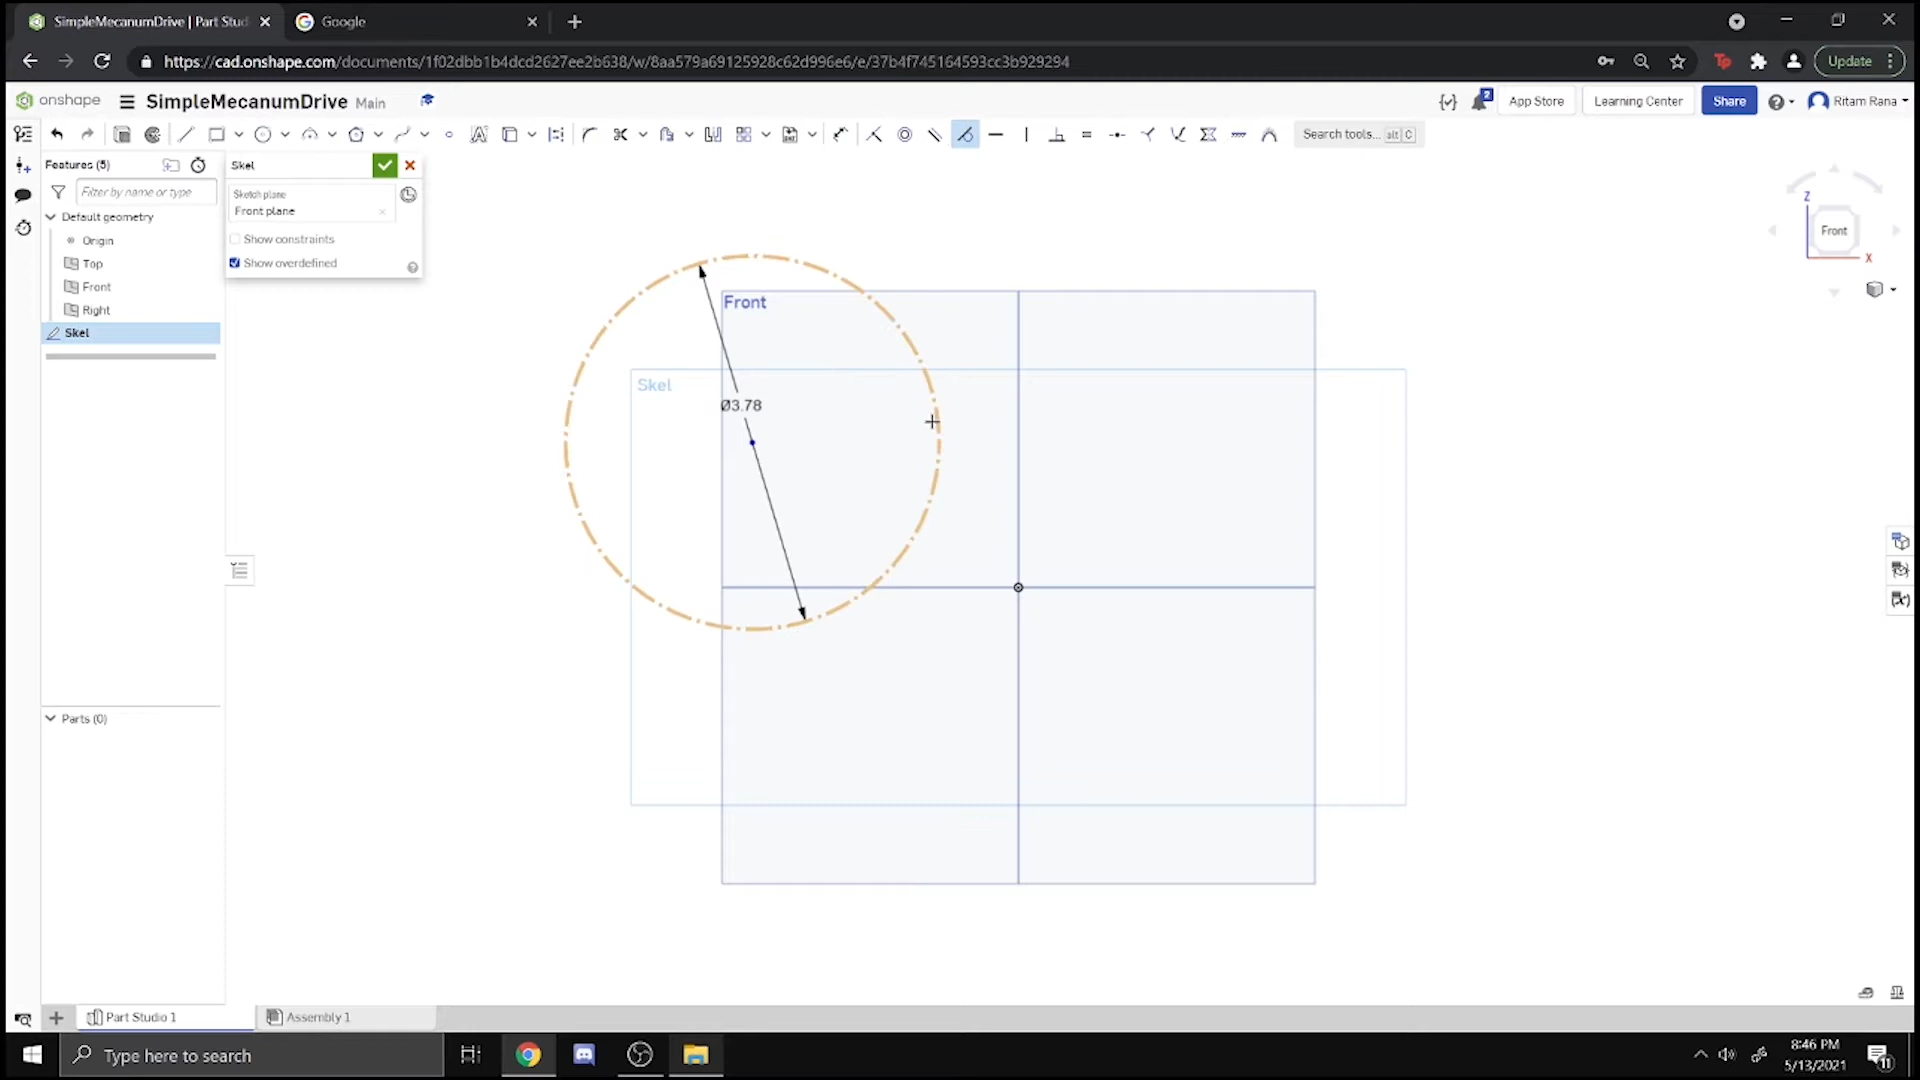 SimpleMecanumDrive | Part Stud
Google
https://cad.onshape.com/documents/1f02dbb1b4dcd2627ee2b638/w/8aa579a69125928c62d996e6/e/37b4f745164593cc3b929294
Update
onshape
SimpleMecanumDrive Main
2
App Store
Learning Center
Share
Ritam Rana
Search tools... alt C
Features (5)
Filter by name or type
Default geometry
Origin
Top
Front
Right
Skel
Skel
Sketch plane
Front plane
Show constraints
Show overdefined
Z
Front
X
Front
Skel
Ø3.78
Parts (0)
Part Studio 1
Assembly 1
Type here to search
8:46 PM
5/13/2021
11